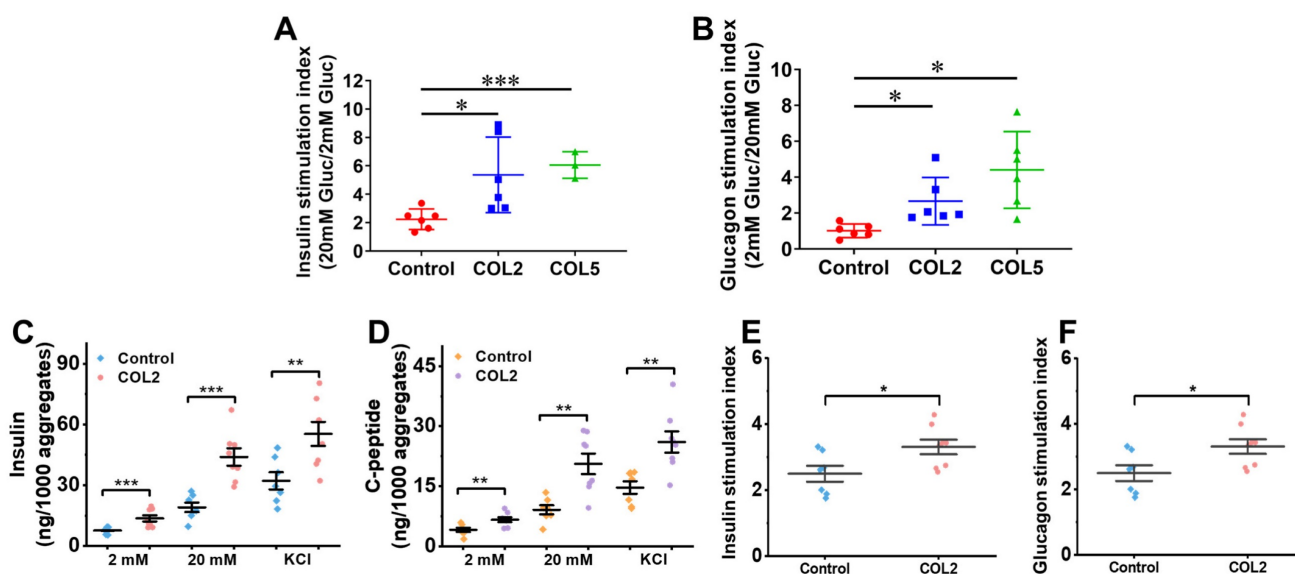 A
Insulin stimulation index
(20mM Gluc/2mM Gluc)
12
10
8
6
4
2
0
***
*
Control COL2 COL5
B
Glucagon stimulation index
(2mM Gluc/20mM Gluc)
10
8
6
4
2
0
*
*
Control COL2 COL5
C
Insulin
(ng/1000 aggregates)
90
60
30
0
Control
COL2
***
***
**
2 mM 20 mM KCl
D
C-peptide
(ng/1000 aggregates)
45
30
15
0
Control
COL2
**
**
**
2 mM 20 mM KCl
E
Insulin stimulation index
6
4
2
0
*
Control COL2
F
Glucagon stimulation index
6
4
2
0
*
Control COL2